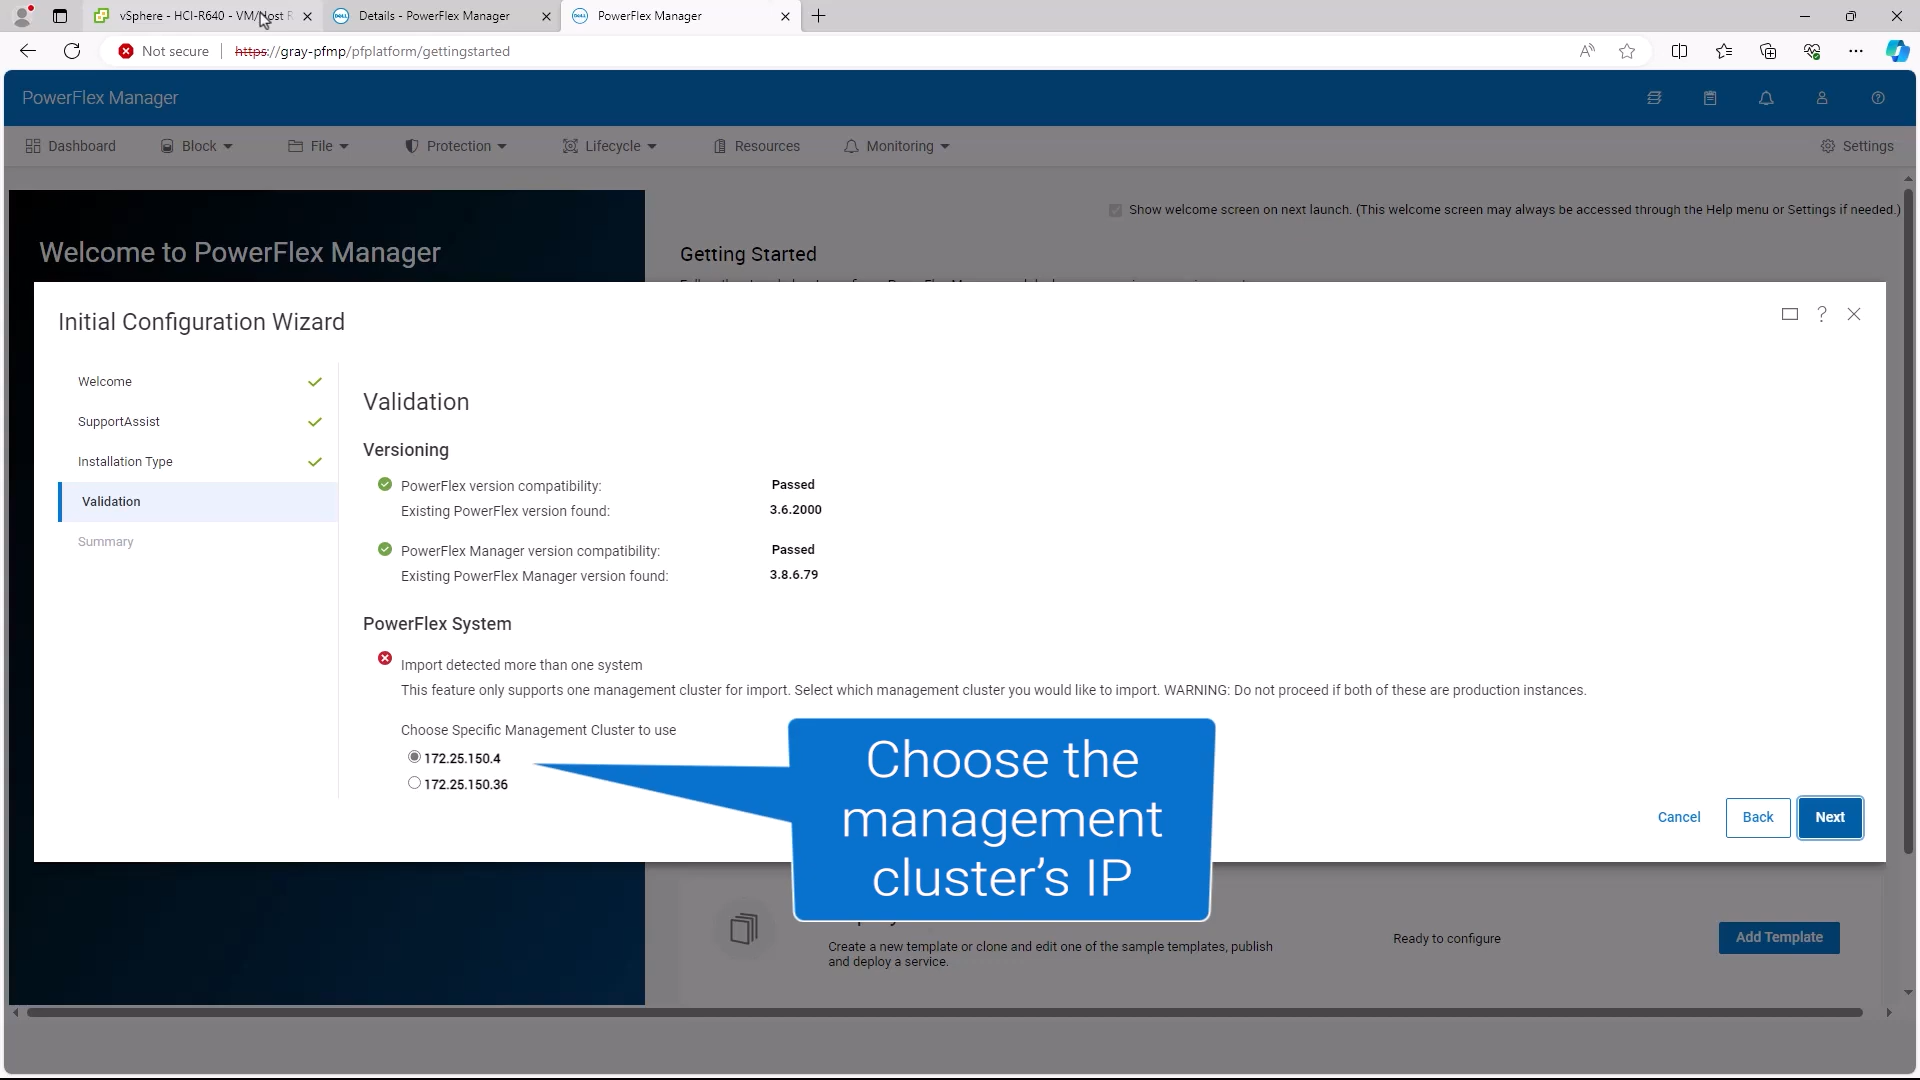 vSphere - HCI-R640 - VM/Host R
Details - PowerFlex Manager
PowerFlex Manager
Not secure
https://gray-pfmp/pfplatform/gettingstarted
PowerFlex Manager
Dashboard
Block
File
Protection
Lifecycle
Resources
Monitoring
Settings
Show welcome screen on next launch. (This welcome screen may always be accessed through the Help menu or Settings if needed.)
Welcome to PowerFlex Manager
Getting Started
Initial Configuration Wizard
Welcome
SupportAssist
Installation Type
Validation
Summary
Validation
Versioning
PowerFlex version compatibility:
Passed
Existing PowerFlex version found:
3.6.2000
PowerFlex Manager version compatibility:
Passed
Existing PowerFlex Manager version found:
3.8.6.79
PowerFlex System
Import detected more than one system
This feature only supports one management cluster for import. Select which management cluster you would like to import. WARNING: Do not proceed if both of these are production instances.
Choose Specific Management Cluster to use
172.25.150.4
172.25.150.36
Choose the
management
cluster's IP
Cancel
Back
Next
Create a new template or clone and edit one of the sample templates, publish
and deploy a service.
Ready to configure
Add Template